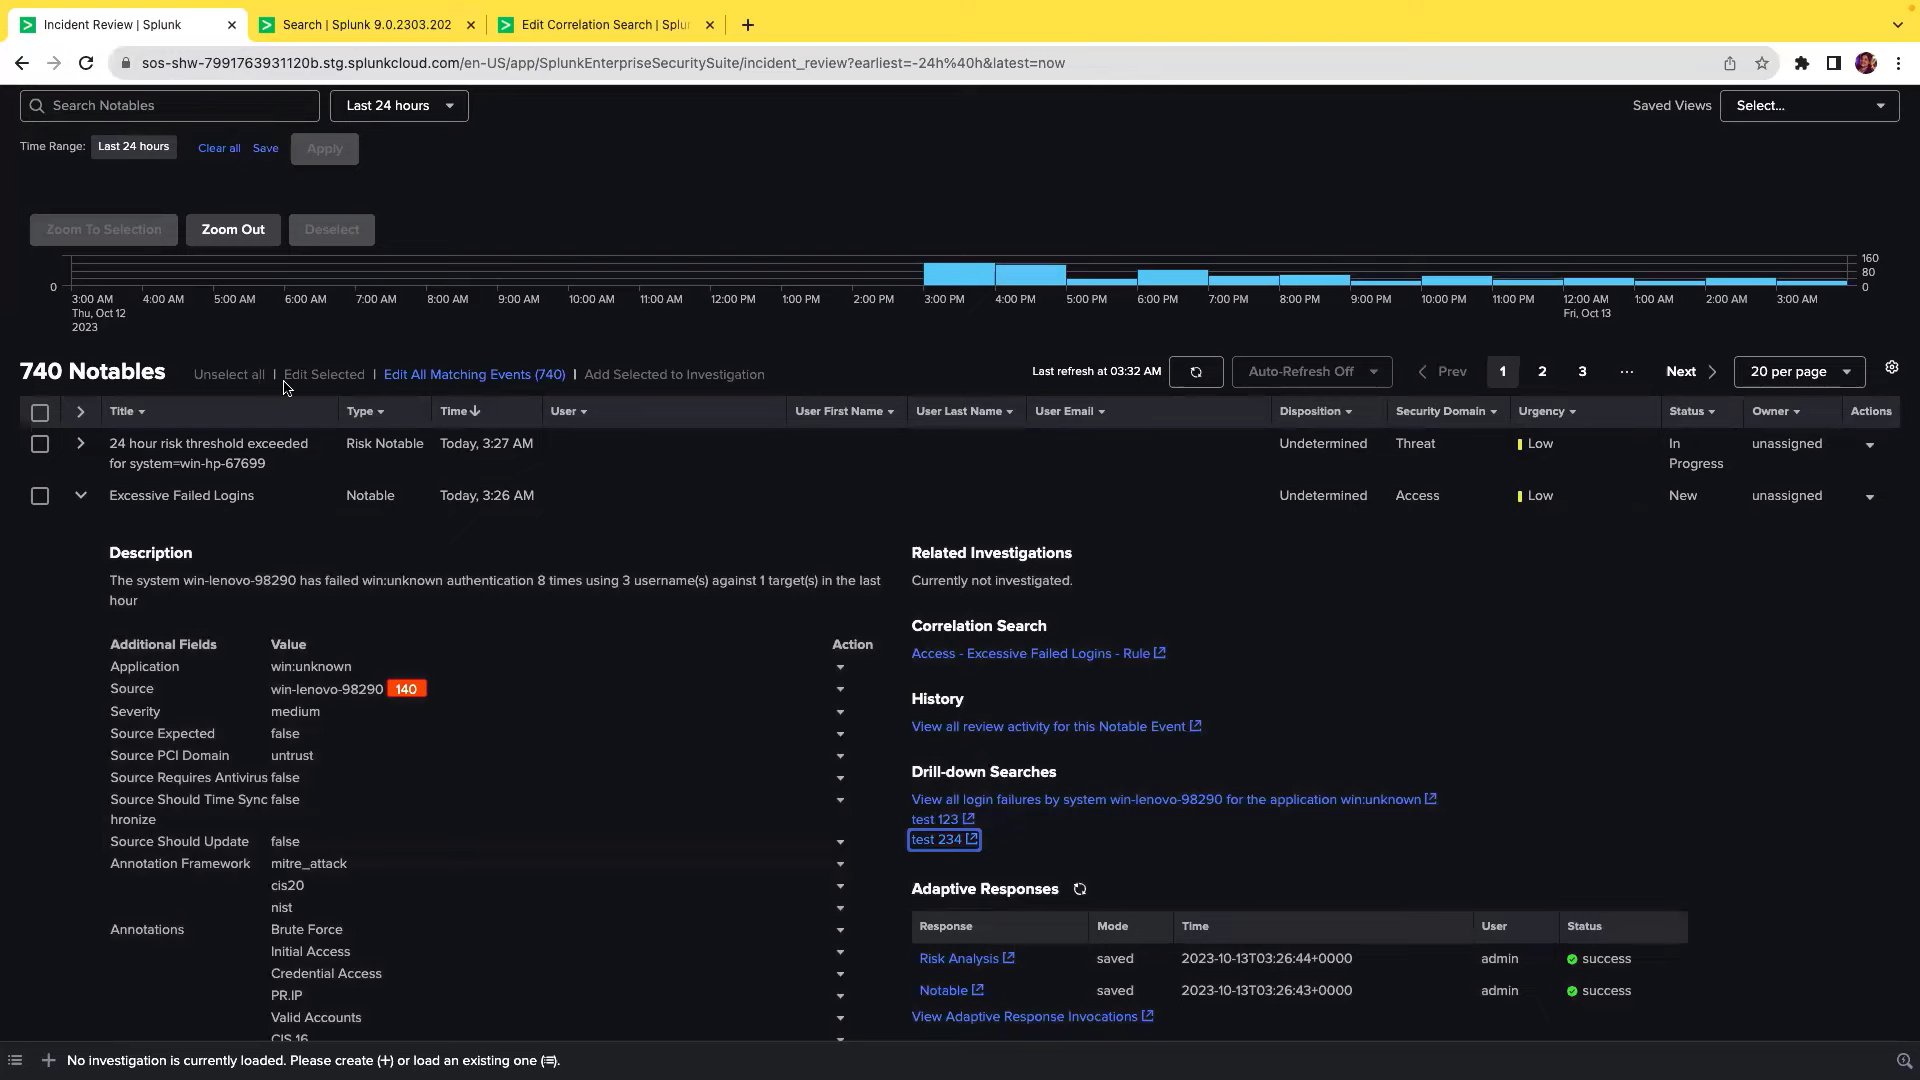 Incident Review | Splunk
Search | Splunk 9.0.2303.202
Edit Correlation Search | Splu
sos-shw-7991763931120b.stg.splunkcloud.com/en-US/app/SplunkEnterpriseSecuritySuite/incident_review?earliest=-24h%40h&latest=now
Search Notables
Last 24 hours
Saved Views
Select...
Time Range: Last 24 hours Clear all Save Apply
Zoom To Selection Zoom Out Deselect
160
80
0
0
3:00 AM 4:00 AM 5:00 AM 6:00 AM 7:00 AM 8:00 AM 9:00 AM 10:00 AM 11:00 AM 12:00 PM 1:00 PM 2:00 PM 3:00 PM 4:00 PM 5:00 PM 6:00 PM 7:00 PM 8:00 PM 9:00 PM 10:00 PM 11:00 PM 12:00 AM 1:00 AM 2:00 AM 3:00 AM
Thu, Oct 12 Fri, Oct 13
2023
740 Notables Unselect all | Edit Selected | Edit All Matching Events (740) | Add Selected to Investigation
Last refresh at 03:32 AM Auto-Refresh Off Prev 1 2 3 ... Next 20 per page
Title Type Time User User First Name User Last Name User Email Disposition Security Domain Urgency Status Owner Actions
24 hour risk threshold exceeded Risk Notable Today, 3:27 AM Undetermined Threat Low In unassigned
for system=win-hp-67699 Progress
Excessive Failed Logins Notable Today, 3:26 AM Undetermined Access Low New unassigned
Description
The system win-lenovo-98290 has failed win:unknown authentication 8 times using 3 username(s) against 1 target(s) in the last
hour
Additional Fields Value Action
Application win:unknown
Source win-lenovo-98290 140
Severity medium
Source Expected false
Source PCI Domain untrust
Source Requires Antivirus false
Source Should Time Sync false
hronize
Source Should Update false
Annotation Framework mitre_attack
cis20
nist
Annotations Brute Force
Initial Access
Credential Access
PR.IP
Valid Accounts
CIS 16
Related Investigations
Currently not investigated.
Correlation Search
Access - Excessive Failed Logins - Rule
History
View all review activity for this Notable Event
Drill-down Searches
View all login failures by system win-lenovo-98290 for the application win:unknown
test 123
test 234
Adaptive Responses
Response Mode Time User Status
Risk Analysis saved 2023-10-13T03:26:44+0000 admin success
Notable saved 2023-10-13T03:26:43+0000 admin success
View Adaptive Response Invocations
No investigation is currently loaded. Please create (+) or load an existing one (≡).